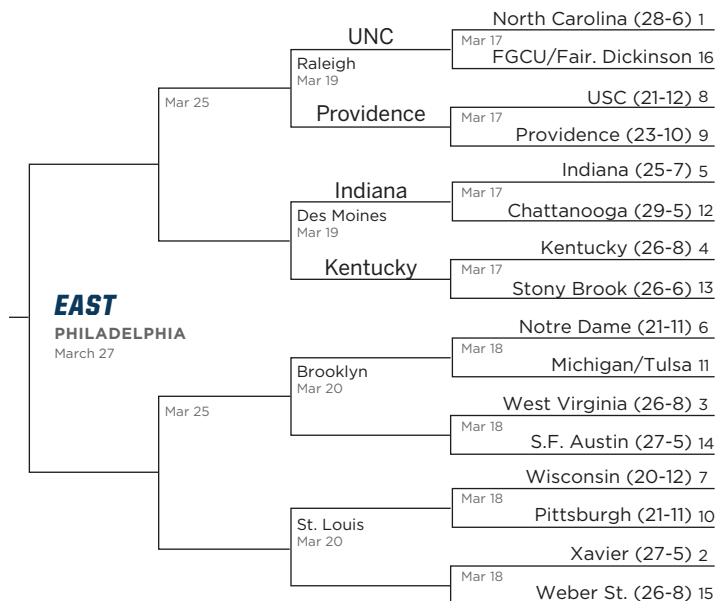 North Carolina (28-6) 1
UNC
Mar 17
Raleigh
FGCU/Fair. Dickinson 16
Mar 19
Mar 25
USC (21-12) 8
Providence
Mar 17
Providence (23-10) 9
Indiana (25-7) 5
Indiana
Mar 17
Des Moines
Chattanooga (29-5) 12
Mar 19
Kentucky (26-8) 4
Kentucky
Mar 17
Stony Brook (26-6) 13
EAST
PHILADELPHIA
March 27
Notre Dame (21-11) 6
Mar 18
Brooklyn
Michigan/Tulsa 11
Mar 20
Mar 25
West Virginia (26-8) 3
Mar 18
S.F. Austin (27-5) 14
Wisconsin (20-12) 7
Mar 18
St. Louis
Pittsburgh (21-11) 10
Mar 20
Xavier (27-5) 2
Mar 18
Weber St. (26-8) 15